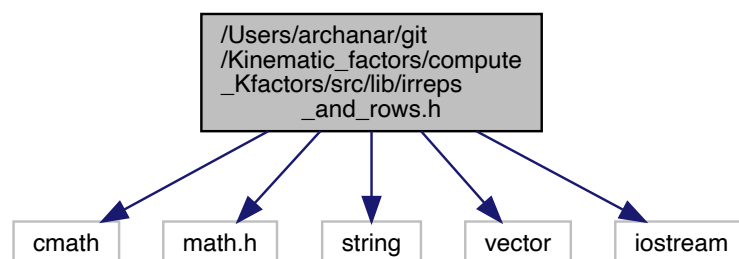 /Users/archanar/git
/Kinematic_factors/compute
_Kfactors/src/lib/irreps
_and_rows.h
cmath math.h string vector iostream